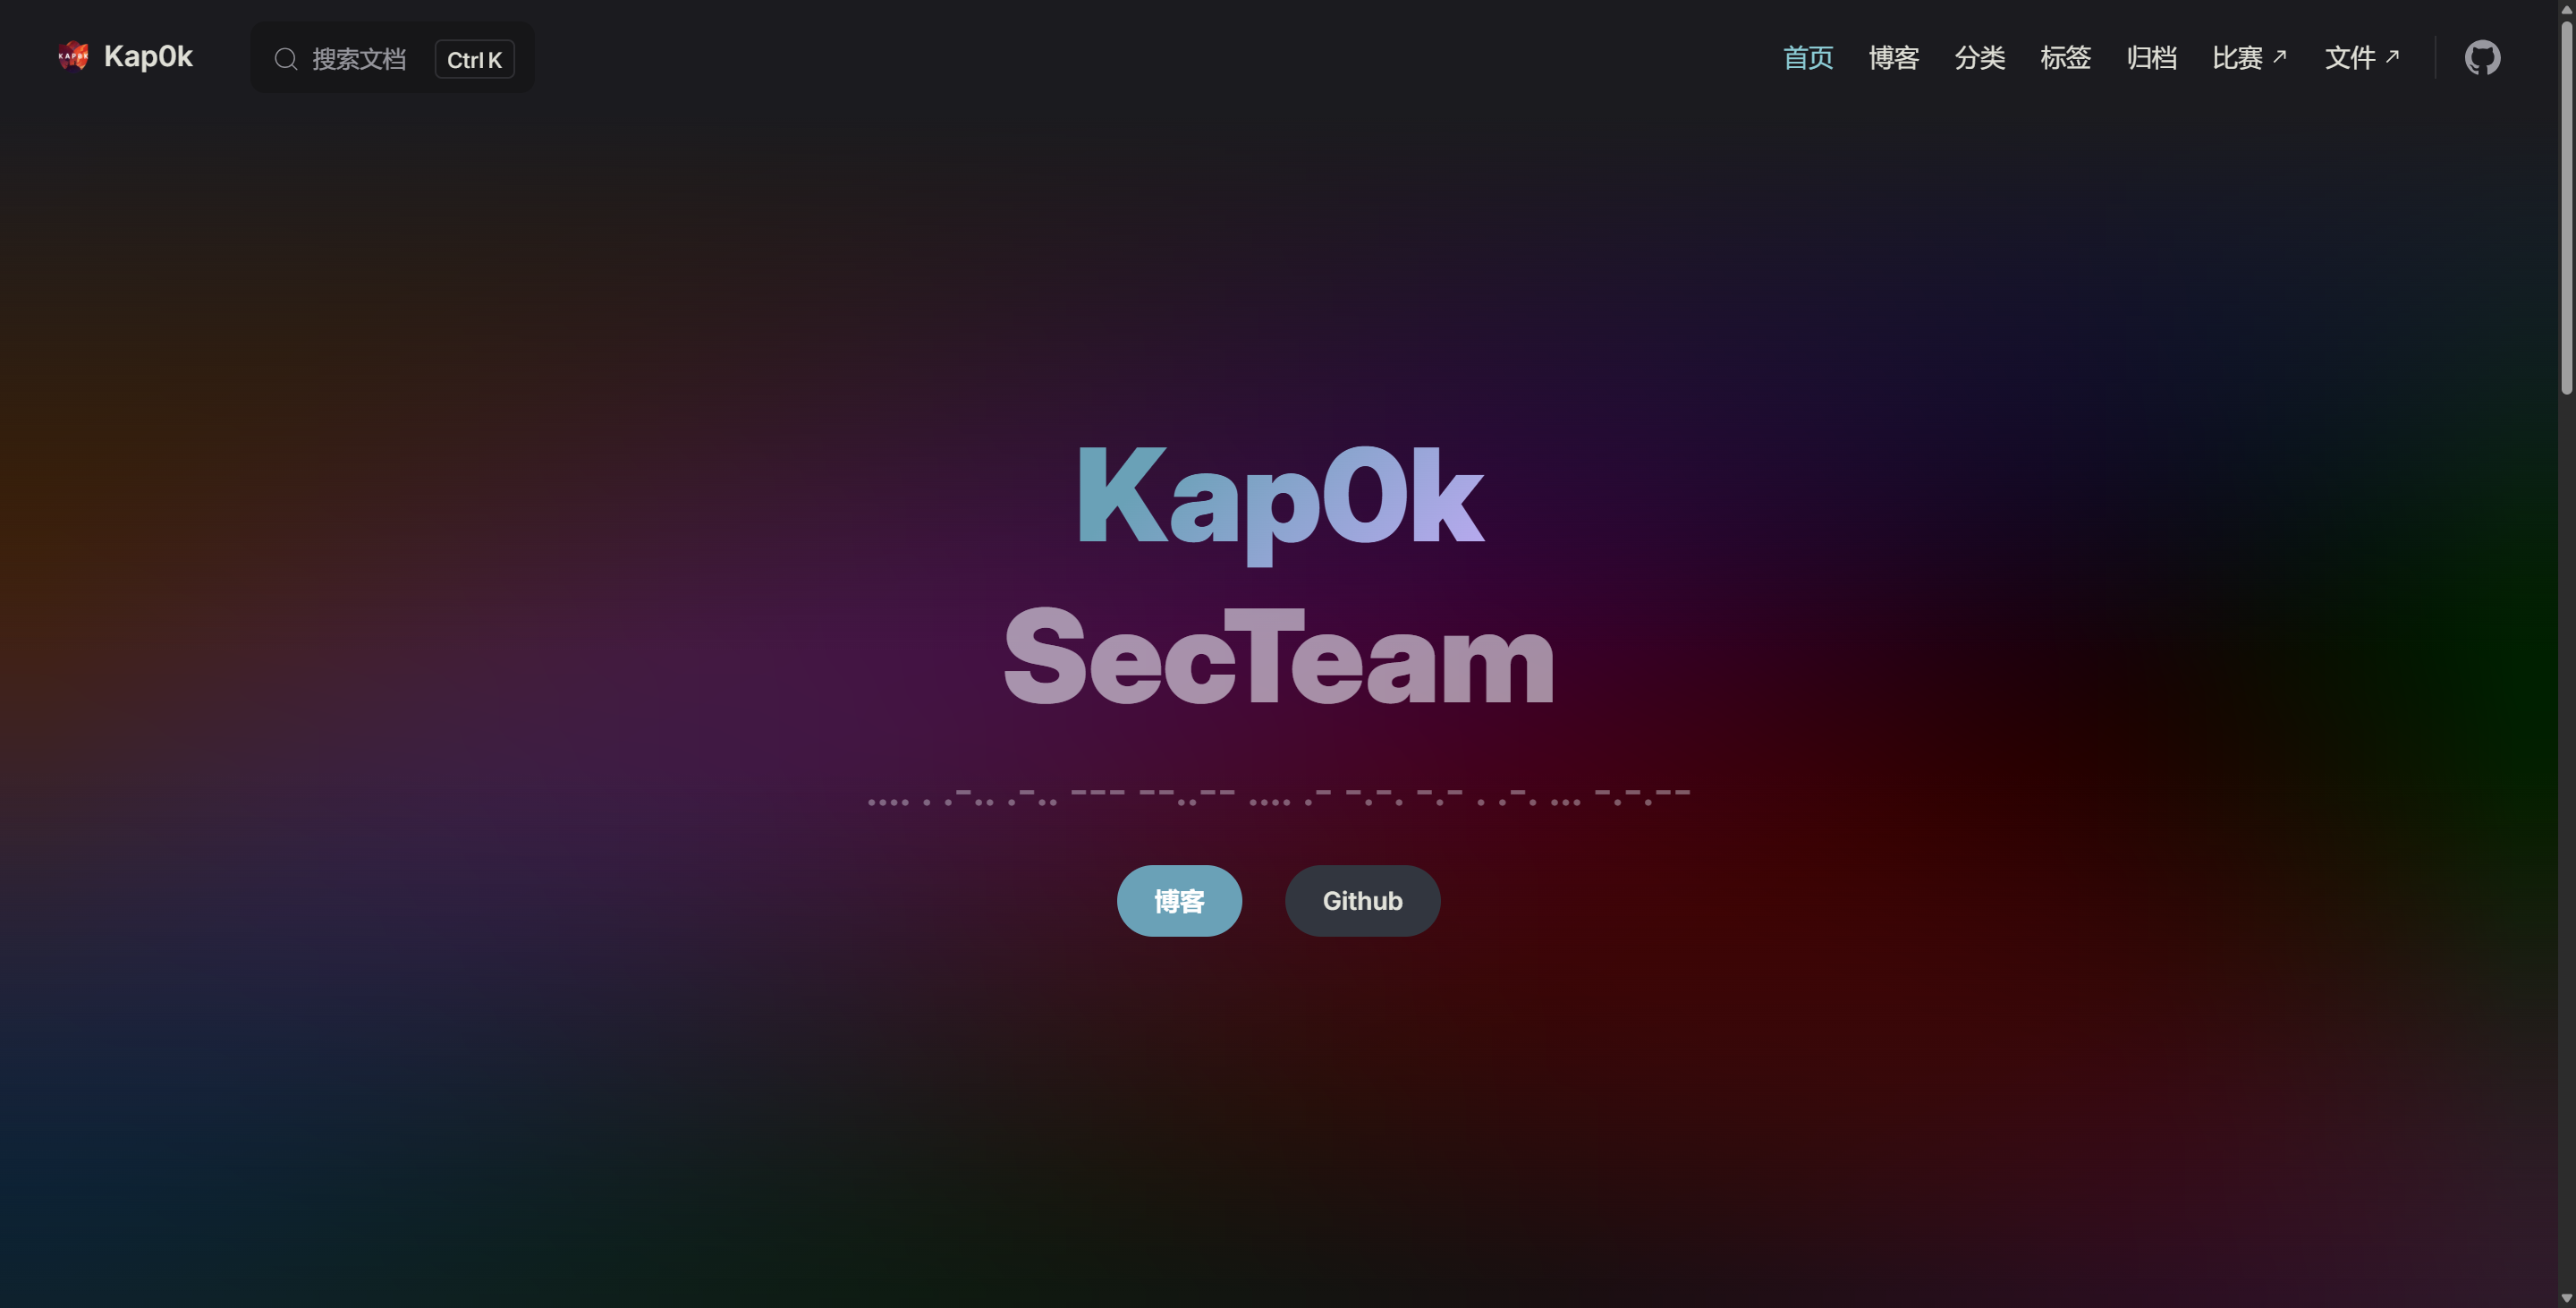 Kap0k
搜索文档 Ctrl K
首页 博客 分类 标签 归档 比赛 文件
Kap0k
SecTeam
.... . .-.. .-.. --- --..-- .... .- -.-. -.- . .-. ... -.-.--
博客 Github